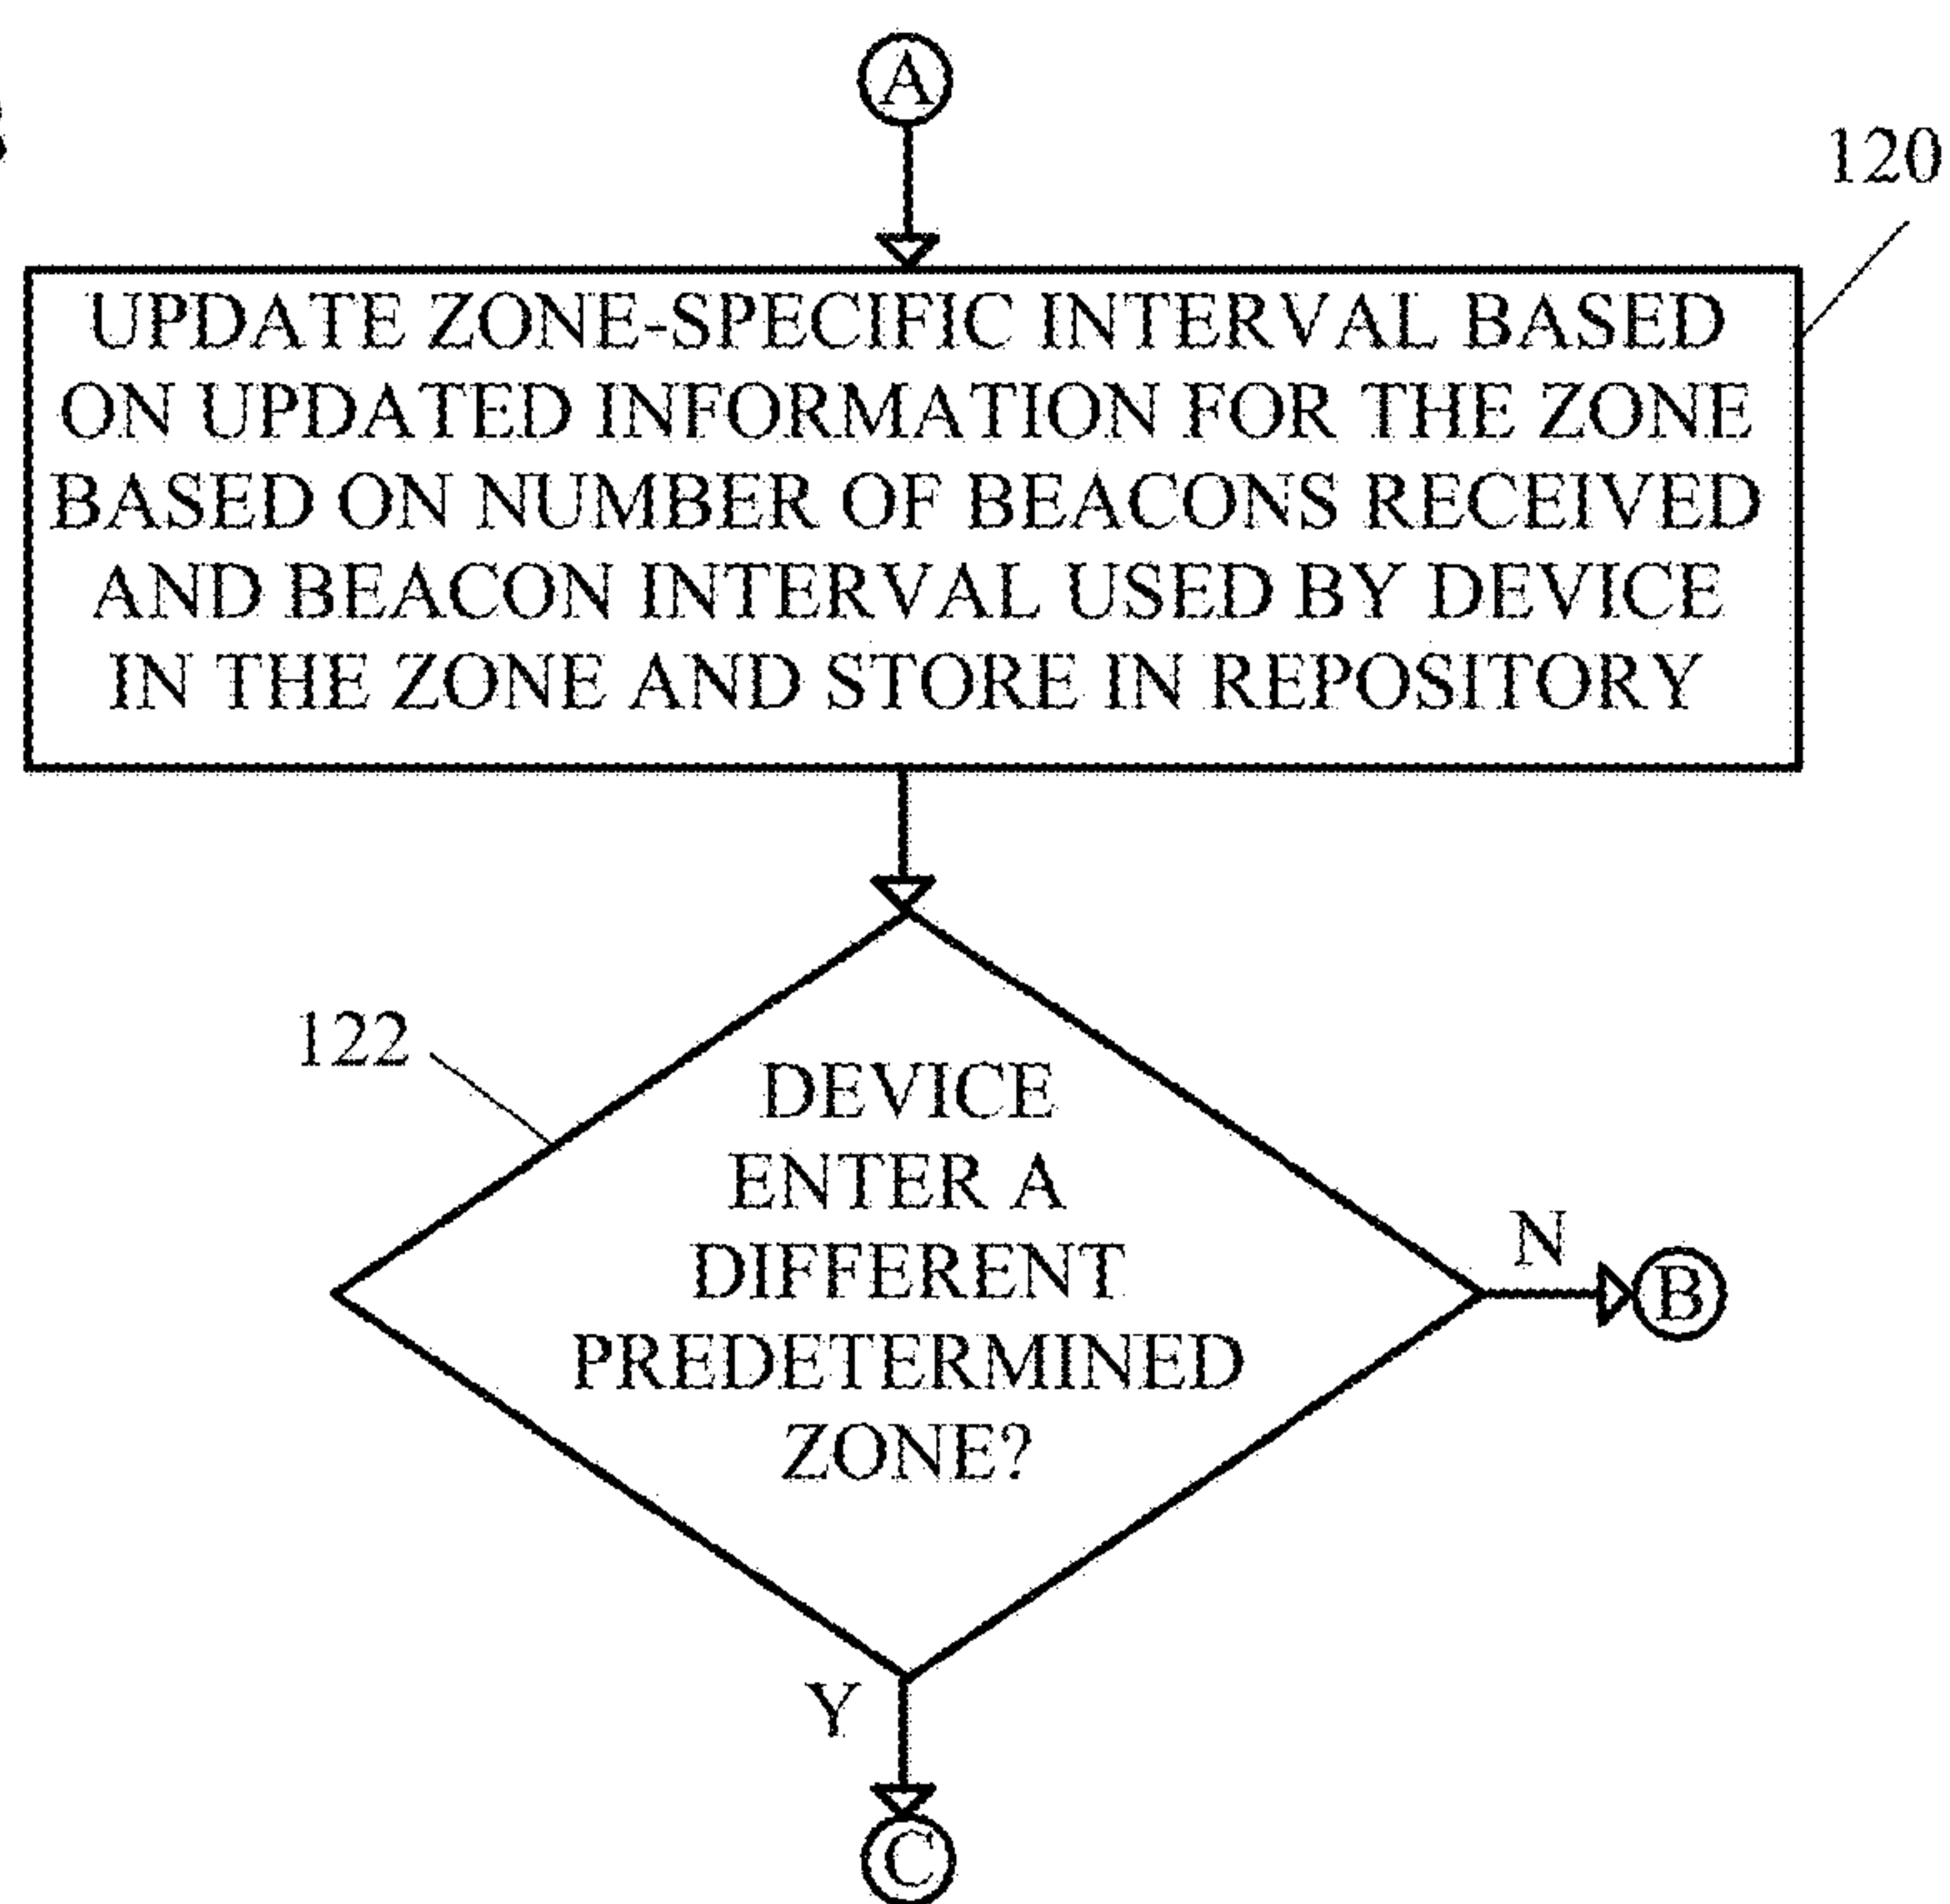 A
120
UPDATE ZONE-SPECIFIC INTERVAL BASED
ON UPDATED INFORMATION FOR THE ZONE
BASED ON NUMBER OF BEACONS RECEIVED
AND BEACON INTERVAL USED BY DEVICE
IN THE ZONE AND STORE IN REPOSITORY
122
DEVICE
ENTER A
DIFFERENT
PREDETERMINED
ZONE?
N
B
Y
C